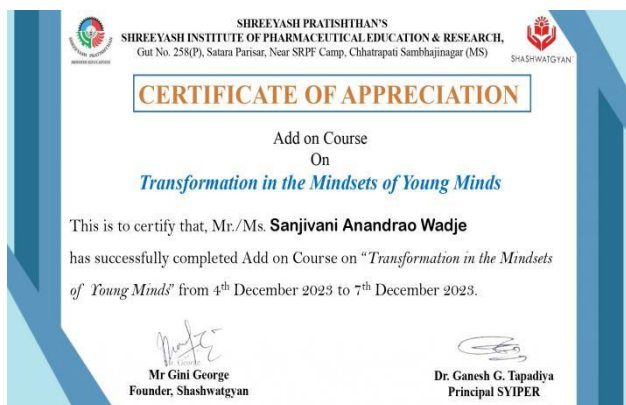 SHREEYASH PRATISHTHAN'S
SHREEYASH INSTITUTE OF PHARMACEUTICAL EDUCATION & RESEARCH,
Gut No. 258(P), Satara Parisar, Near SRPF Camp, Chhatrapati Sambhajinagar (MS)
SHASHWATGYAN
CERTIFICATE OF APPRECIATION
Add on Course
On
Transformation in the Mindsets of Young Minds
This is to certify that, Mr./Ms. Sanjivani Anandrao Wadje
has successfully completed Add on Course on “Transformation in the Mindsets
of Young Minds” from 4th December 2023 to 7th December 2023.
Mr Gini George
Founder, Shashwatgyan
Dr. Ganesh G. Tapadiya
Principal SYIPER